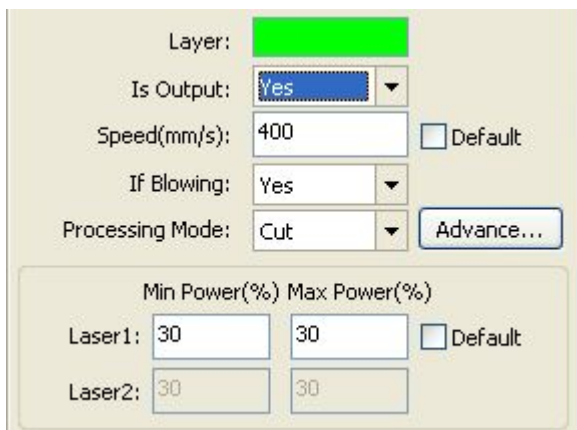 Layer:
Is Output: Yes
Speed(mm/s): 400 Default
If Blowing: Yes
Processing Mode: Cut Advance...
Min Power(%) Max Power(%)
Laser1: 30 30 Default
Laser2: 30 30